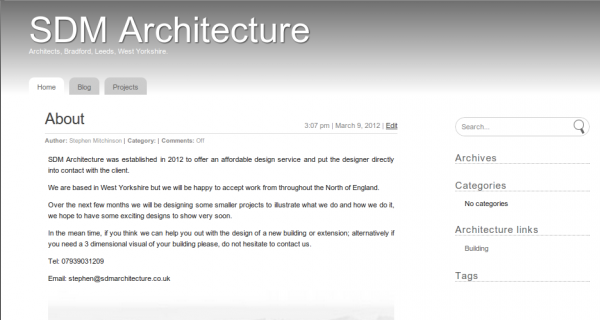 SDM Architecture
Architects, Bradford, Leeds, West Yorkshire.
Home Blog Projects
About
3:07 pm | March 9, 2012 | Edit
Author: Stephen Mitchinson | Category: | Comments: Off
SDM Architecture was established in 2012 to offer an affordable design service and put the designer directly
into contact with the client.
We are based in West Yorkshire but we will be happy to accept work from throughout the North of England.
Over the next few months we will be designing some smaller projects to illustrate what we do and how we do it,
we hope to have some exciting designs to show very soon.
In the mean time, if you think we can help you out with the design of a new building or extension; alternatively if
you need a 3 dimensional visual of your building please, do not hesitate to contact us.
Tel: 07939031209
Email: stephen@sdmarchitecture.co.uk
Search...
Archives
Categories
No categories
Architecture links
Building
Tags